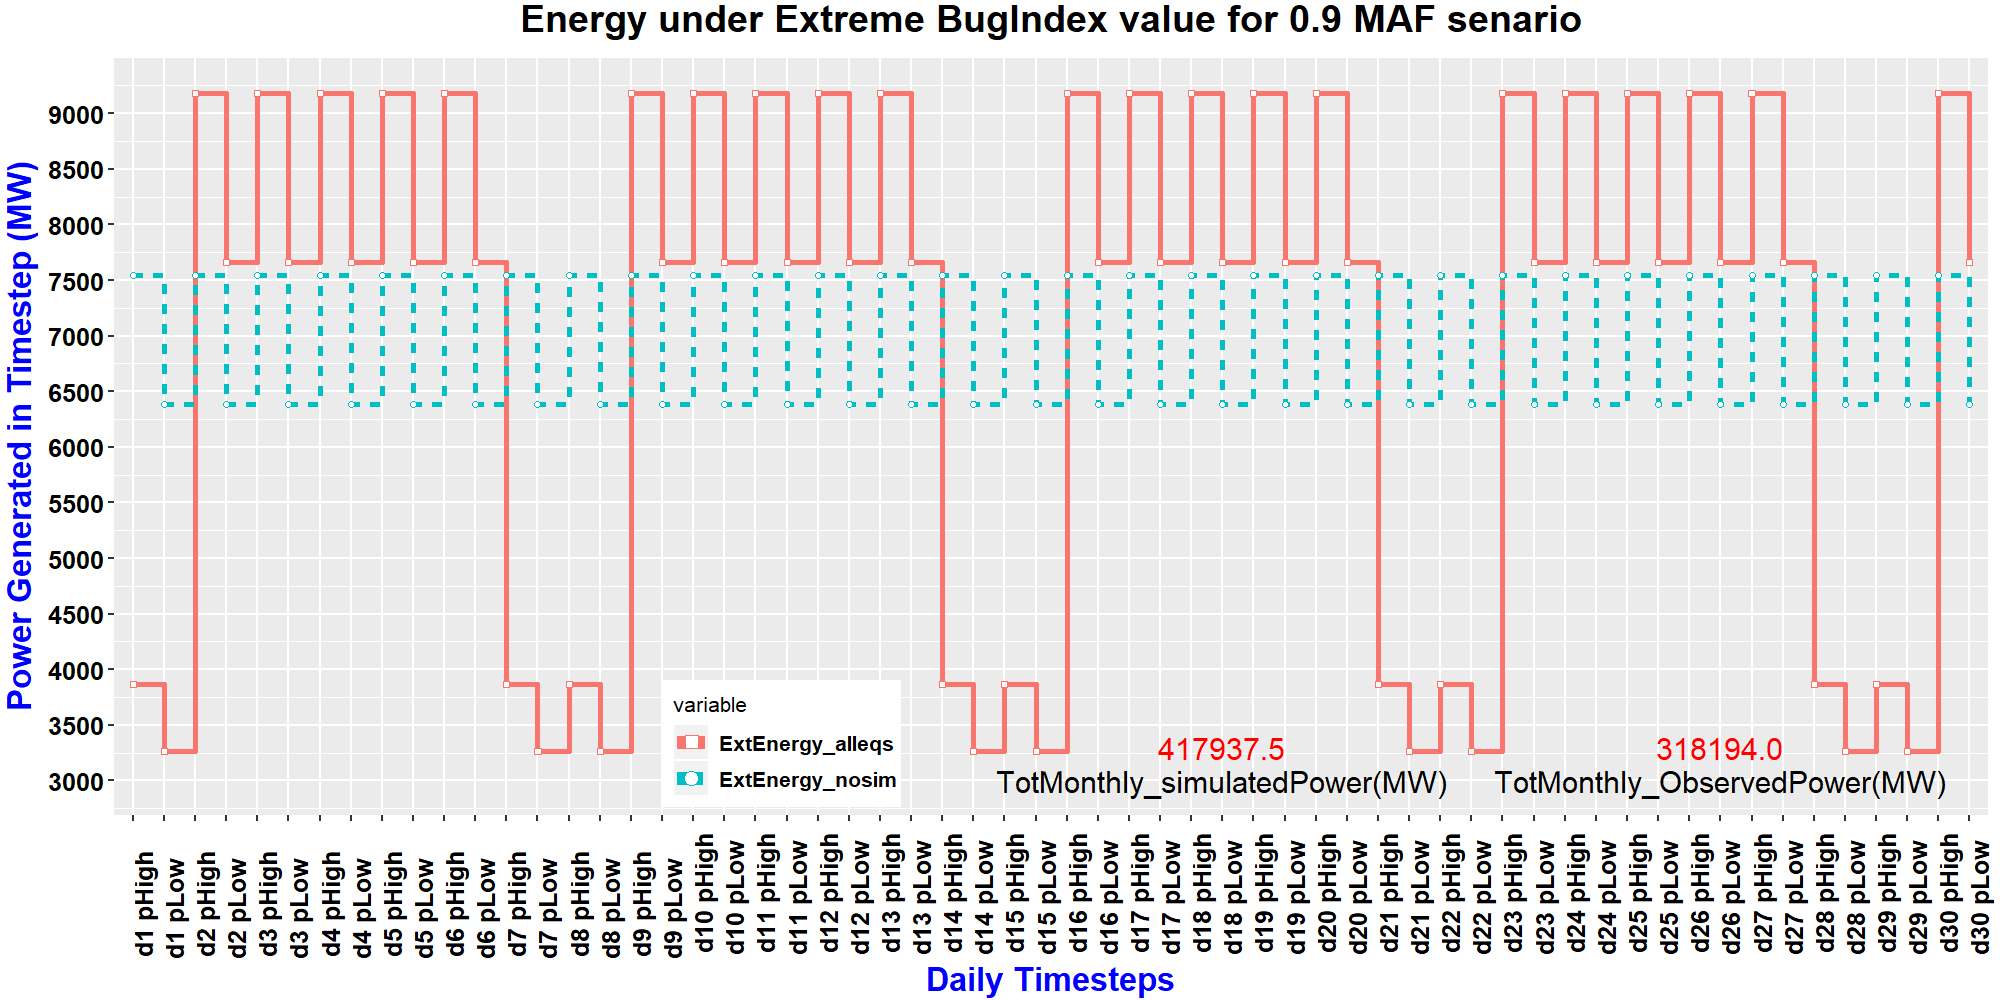 Energy under Extreme BugIndex value for 0.9 MAF senario
Power Generated in Timestep (MW)
9000
8500
8000
7500
7000
6500
6000
5500
5000
4500
4000
3500
3000
variable
ExtEnergy_alleqs
ExtEnergy_nosim
417937.5
TotMonthly_simulatedPower(MW)
318194.0
TotMonthly_ObservedPower(MW)
d1 pHigh
d1 pLow
d2 pHigh
d2 pLow
d3 pHigh
d3 pLow
d4 pHigh
d4 pLow
d5 pHigh
d5 pLow
d6 pHigh
d6 pLow
d7 pHigh
d7 pLow
d8 pHigh
d8 pLow
d9 pHigh
d9 pLow
d10 pHigh
d10 pLow
d11 pHigh
d11 pLow
d12 pHigh
d12 pLow
d13 pHigh
d13 pLow
d14 pHigh
d14 pLow
d15 pHigh
d15 pLow
d16 pHigh
d16 pLow
d17 pHigh
d17 pLow
d18 pHigh
d18 pLow
d19 pHigh
d19 pLow
d20 pHigh
d20 pLow
d21 pHigh
d21 pLow
d22 pHigh
d22 pLow
d23 pHigh
d23 pLow
d24 pHigh
d24 pLow
d25 pHigh
d25 pLow
d26 pHigh
d26 pLow
d27 pHigh
d27 pLow
d28 pHigh
d28 pLow
d29 pHigh
d29 pLow
d30 pHigh
d30 pLow
Daily Timesteps